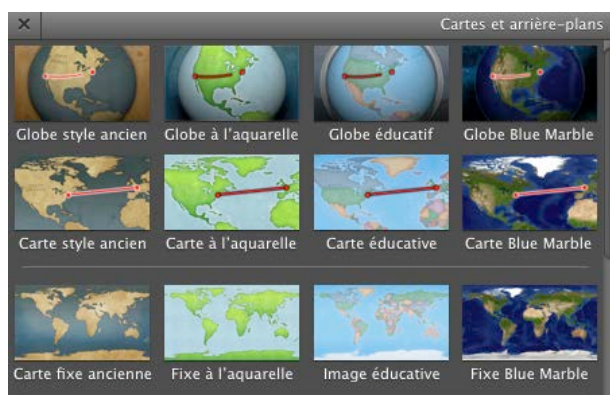 Cartes et arrière-plans
Globe style ancien Globe à l'aquarelle Globe éducatif Globe Blue Marble
Carte style ancien Carte à l'aquarelle Carte éducative Carte Blue Marble
Carte fixe ancienne Fixe à l'aquarelle Image éducative Fixe Blue Marble